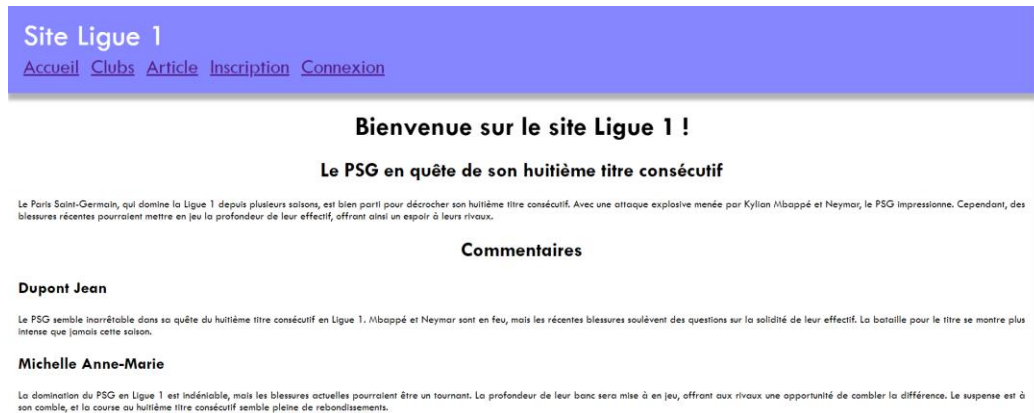 Site Ligue 1
Accueil Clubs Article Inscription Connexion
Bienvenue sur le site Ligue 1 !
Le PSG en quête de son huitième titre consécutif
Le Paris Saint-Germain, qui domine la Ligue 1 depuis plusieurs saisons, est bien parti pour décrocher son huitième titre consécutif. Avec une attaque explosive menée par Kylian Mbappé et Neymar, le PSG impressionne. Cependant, des
blessures récentes pourraient mettre en jeu la profondeur de leur effectif, offrant ainsi un espoir à leurs rivaux.
Commentaires
Dupont Jean
Le PSG semble inarrêtable dans sa quête du huitième titre consécutif en Ligue 1. Mbappé et Neymar sont en feu, mais les récentes blessures soulèvent des questions sur la solidité de leur effectif. La bataille pour le titre se montre plus
intense que jamais cette saison.
Michelle Anne-Marie
La domination du PSG en Ligue 1 est indéniable, mais les blessures actuelles pourraient être un tournant. La profondeur de leur banc sera mise à en jeu, offrant aux rivaux une opportunité de combler la différence. Le suspense est à
son comble, et la course au huitième titre consécutif semble pleine de rebondissements.